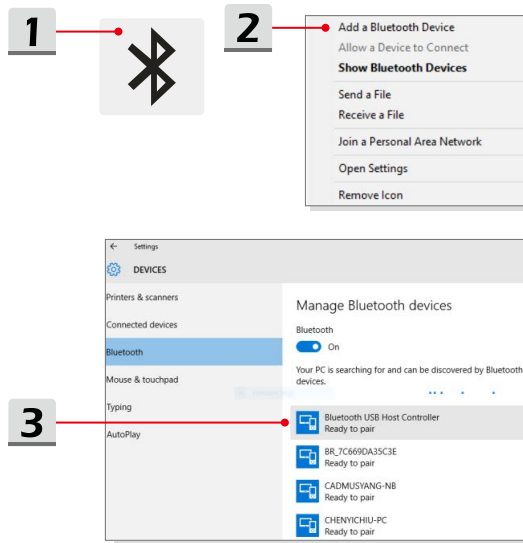 1
2
Add a Bluetooth Device
Allow a Device to Connect
Show Bluetooth Devices
Send a File
Receive a File
Join a Personal Area Network
Open Settings
Remove Icon
Settings
DEVICES
Printers & scanners
Connected devices
Bluetooth
Mouse & touchpad
Typing
AutoPlay
Manage Bluetooth devices
Bluetooth
On
Your PC is searching for and can be discovered by Bluetooth
devices.
3
Bluetooth USB Host Controller
Ready to pair
BR_7C669DA35C3E
Ready to pair
CADMUSYANG-NB
Ready to pair
CHENYICHIU-PC
Ready to pair